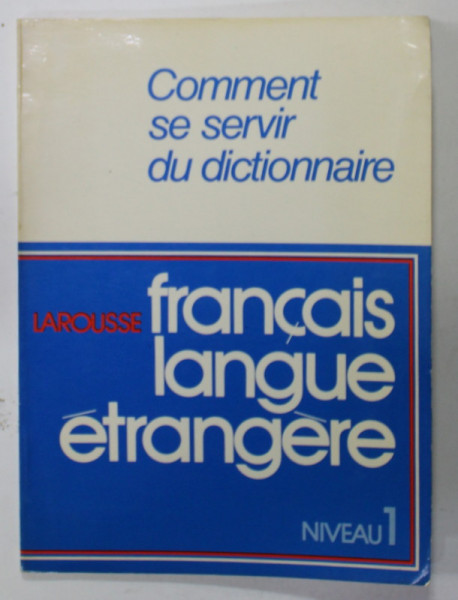 Comment
se servir
du dictionnaire
LAROUSSE français
langue
étrangère
NIVEAU 1